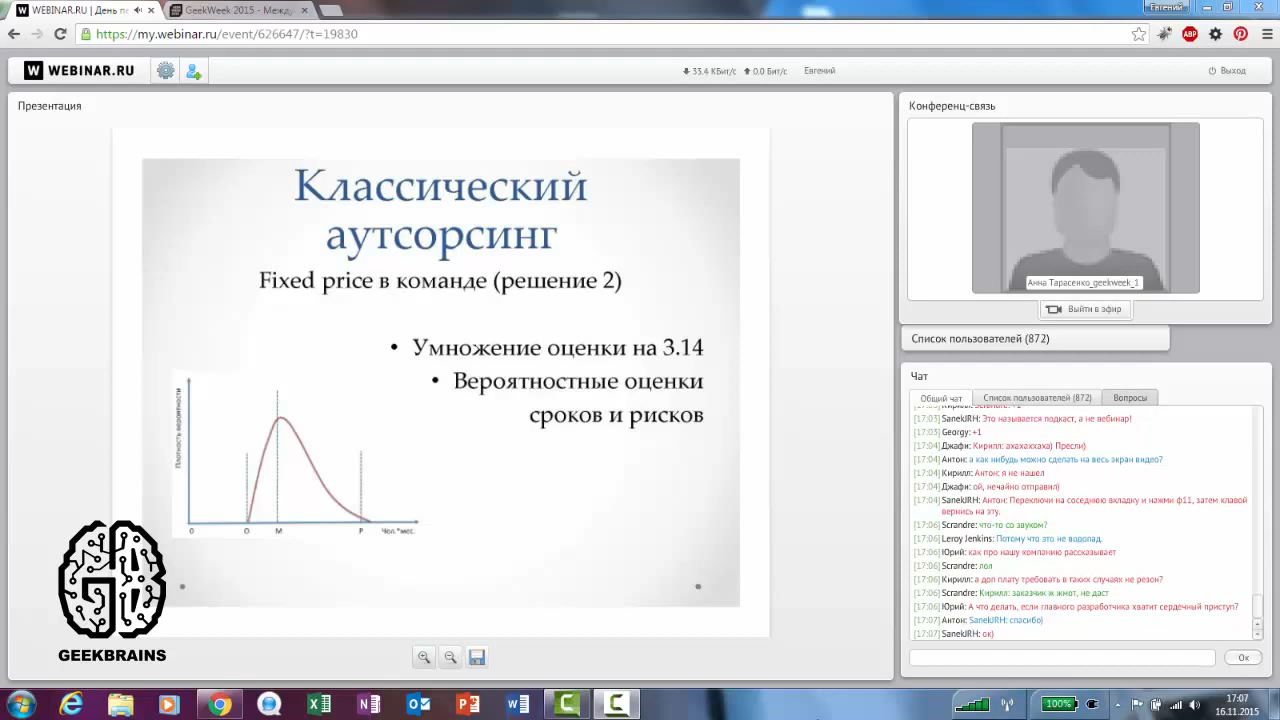 WEBINAR.RU | День по
GeekWeek 2015 - Между
Евгений
https://my.webinar.ru/event/626647/?t=19830
ABP
W WEBINAR.RU
33.4 КБит/с
0.0 Бит/с
Евгений
Выход
Презентация
Классический
аутсорсинг
Fixed price в команде (решение 2)
• Умножение оценки на 3.14
• Вероятностные оценки
сроков и рисков
Плотность вероятности
0 O M P Чел.*мес.
GEEKBRAINS
Конференц-связь
Анна Тарасенко_geekweek_1
Выйти в эфир
Список пользователей (872)
Чат
Общий чат
Список пользователей (872)
Вопросы
[17:03] SanekJRH: Это называется подкаст, а не вебинар!
[17:03] Georgy: +1
[17:04] Джафи: Кирилл: ахахаххаха) Пресли)
[17:04] Антон: а как нибудь можно сделать на весь экран видео?
[17:04] Кирилл: Антон: я не нашел
[17:04] Джафи: ой, нечайно отправил)
[17:04] SanekJRH: Антон: Переключи на соседнюю вкладку и нажми ф11, затем клавой
вернись на эту.
[17:06] Scrandre: что-то со звуком?
[17:06] Leroy Jenkins: Потому что это не водопад.
[17:06] Юрий: как про нашу компанию рассказывает
[17:06] Scrandre: лол
[17:06] Кирилл: а доп плату требовать в таких случаях не резон?
[17:06] Scrandre: Кирилл: заказчик ж жмот, не даст
[17:06] Юрий: А что делать, если главного разработчика хватит сердечный приступ?
[17:07] Антон: SanekJRH: спасибо)
[17:07] SanekJRH: ок)
Ок
100%
17:07
16.11.2015